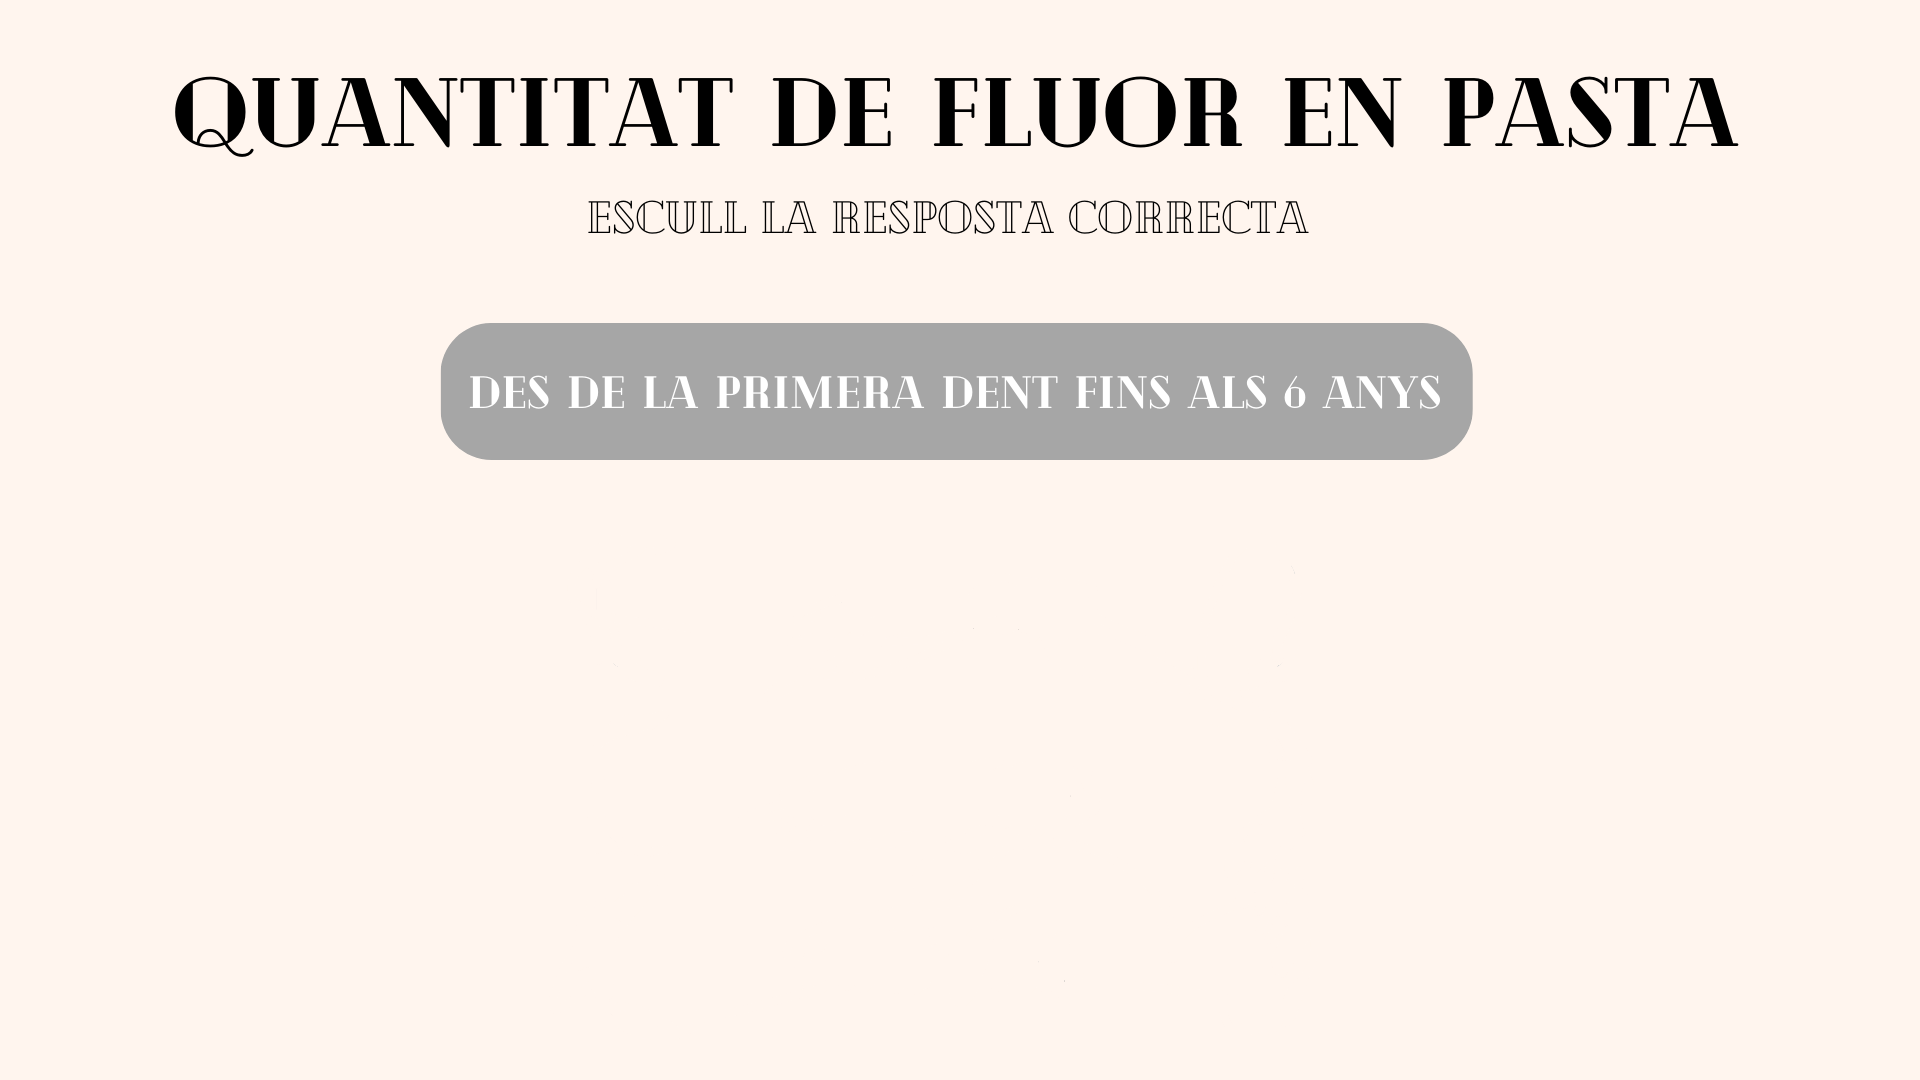 QUANTITAT DE FLUOR EN PASTA
ESCULL LA RESPOSTA CORRECTA
DES DE LA PRIMERA DENT FINS ALS 6 ANYS